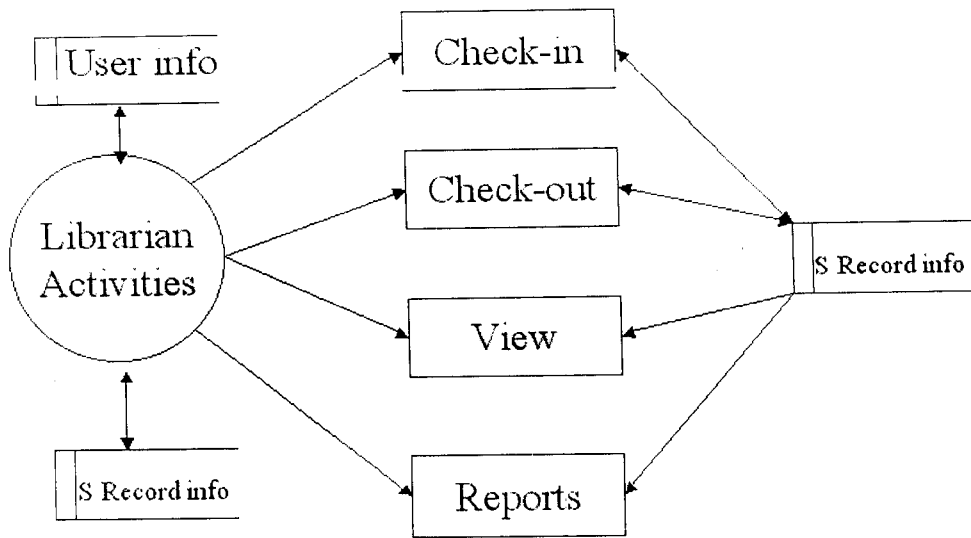 User info
Check-in
Check-out
Librarian
Activities
S Record info
View
S Record info
Reports